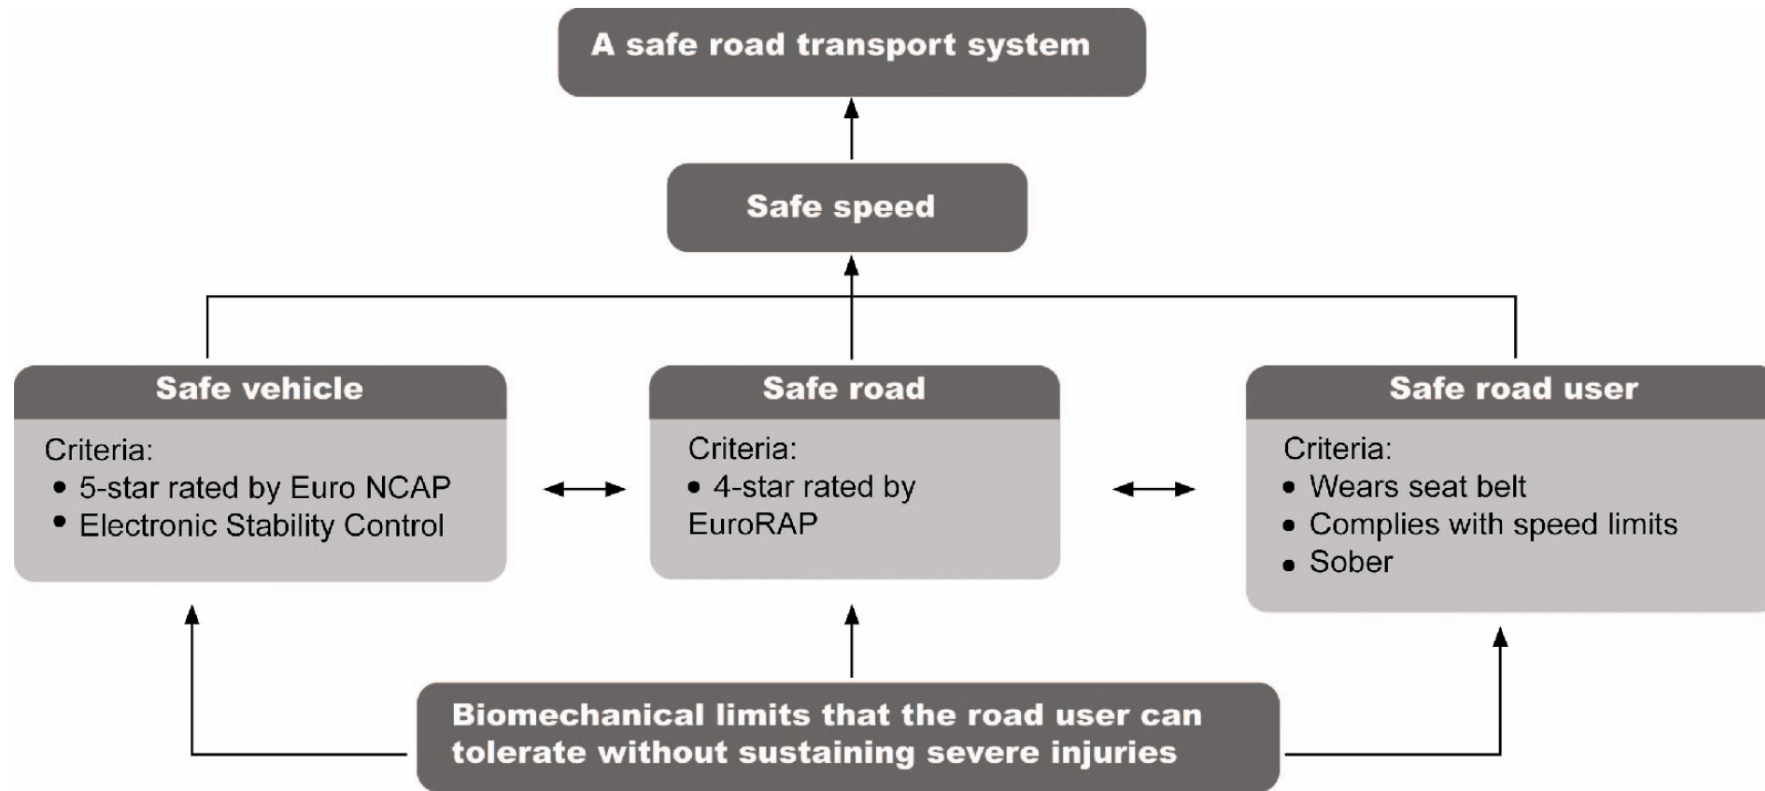 A safe road transport system
Safe speed
Safe vehicle
Criteria:
• 5-star rated by Euro NCAP
• Electronic Stability Control
Safe road
Criteria:
• 4-star rated by
EuroRAP
Safe road user
Criteria:
• Wears seat belt
• Complies with speed limits
• Sober
Biomechanical limits that the road user can
tolerate without sustaining severe injuries